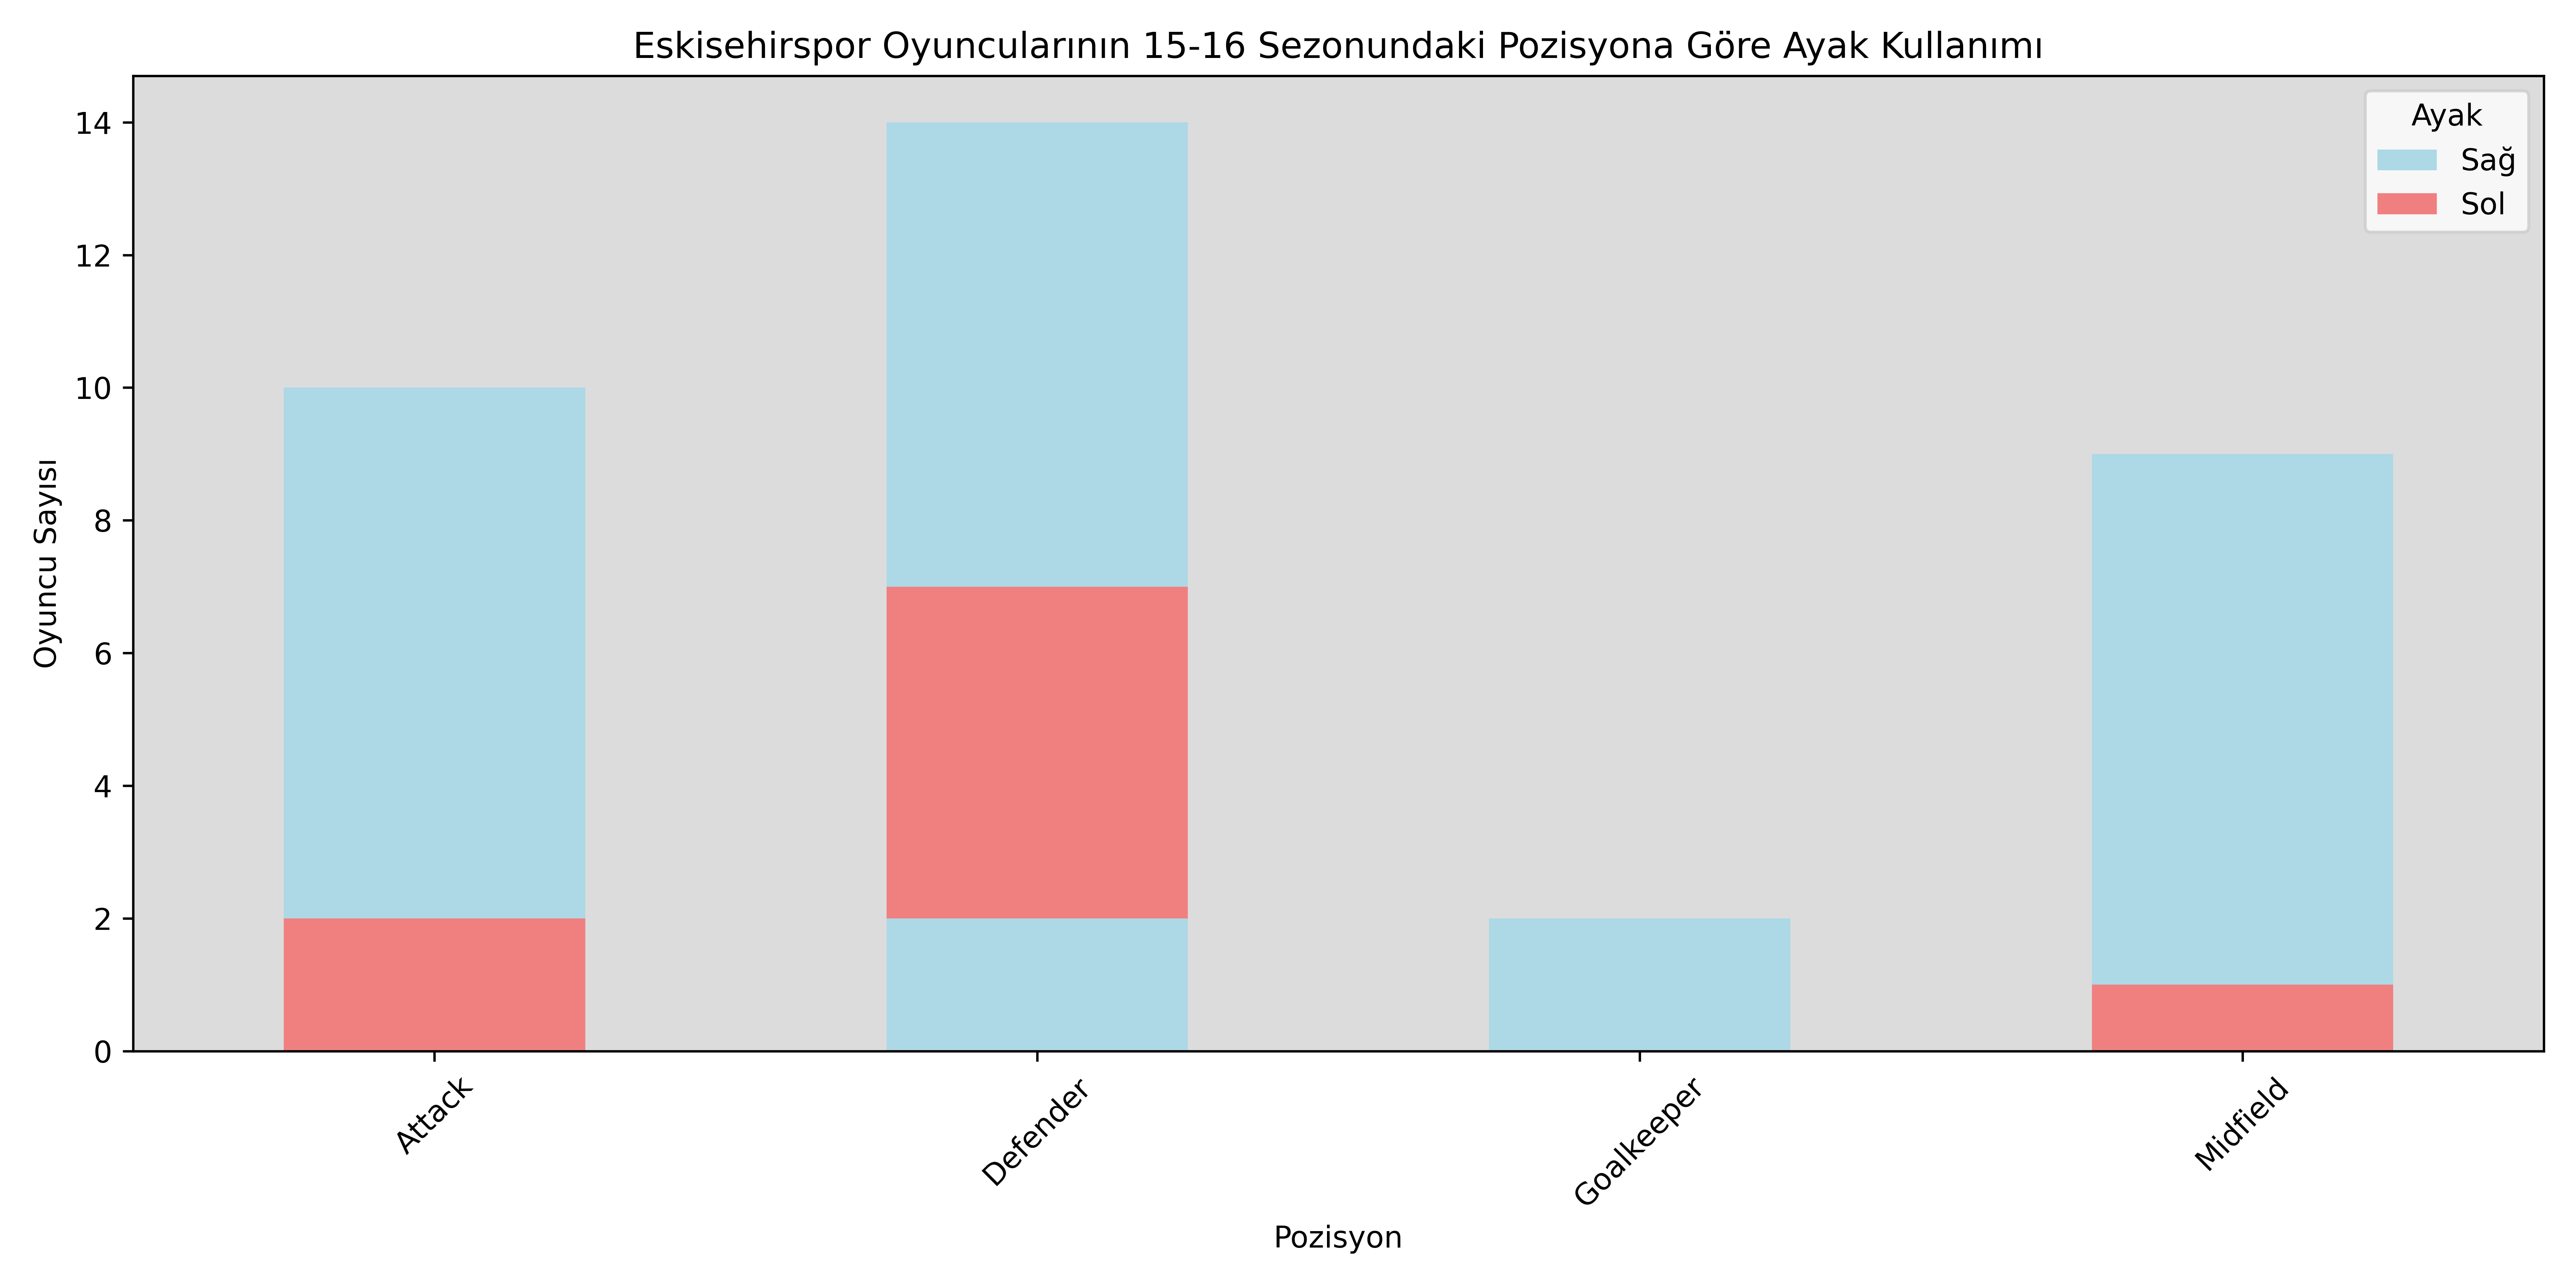 Eskisehirspor Oyuncularının 15-16 Sezonundaki Pozisyona Göre Ayak Kullanımı
Ayak
Sağ
Sol
Oyuncu Sayısı
14
12
10
8
6
4
2
0
Attack
Defender
Goalkeeper
Midfield
Pozisyon